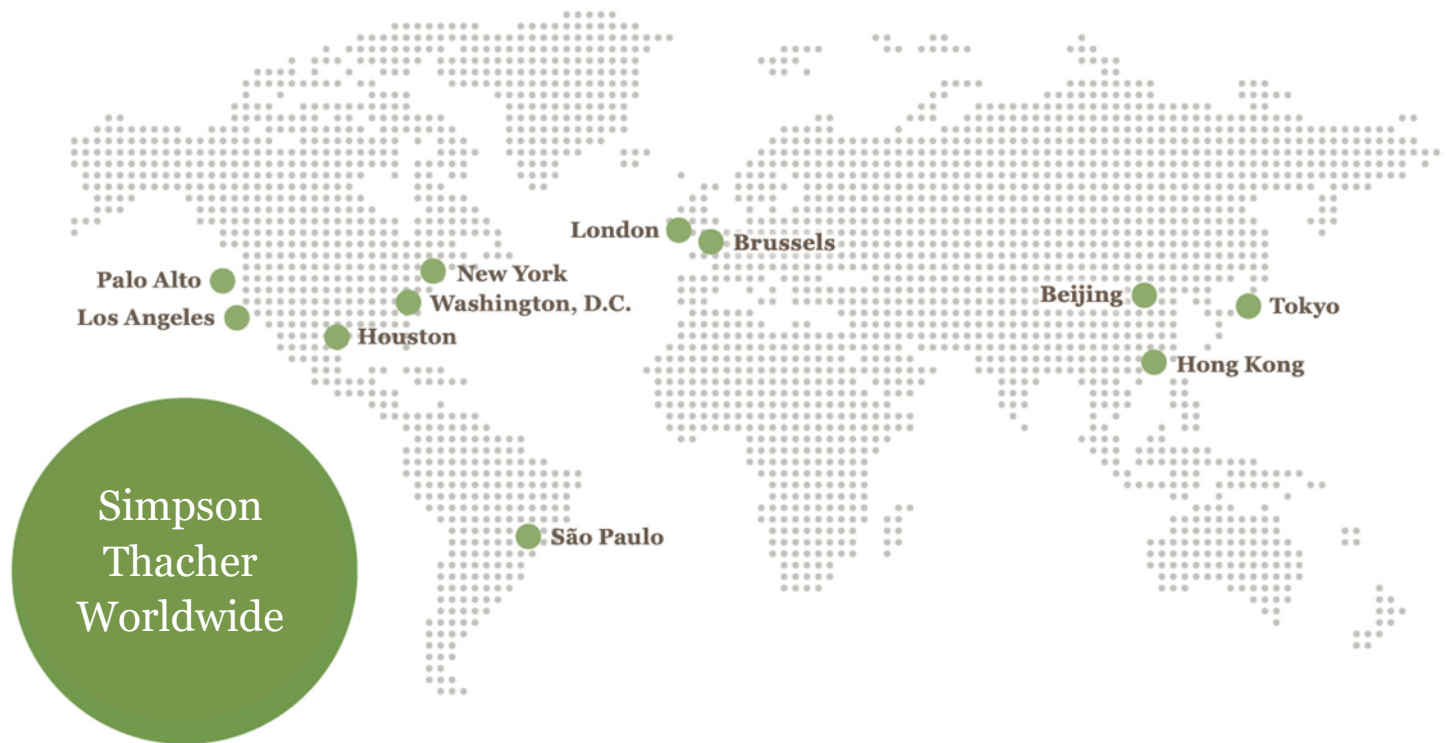 London
Brussels
Palo Alto
New York
Los Angeles
Washington, D.C.
Houston
Beijing
Tokyo
Hong Kong
São Paulo
Simpson
Thacher
Worldwide